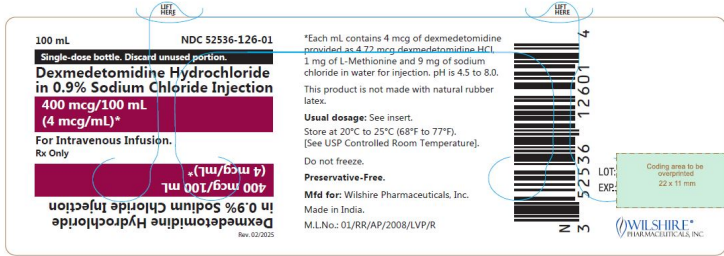 LIFT
HERE
LIFT
HERE
100 mL NDC 52536-126-01
Single-dose bottle. Discard unused portion.
Dexmedetomidine Hydrochloride
in 0.9% Sodium Chloride Injection
400 mcg/100 mL
(4 mcg/mL)*
For Intravenous Infusion.
Rx Only
Dexmedetomidine Hydrochloride
in 0.9% Sodium Chloride Injection
400 mcg/100 mL
(4 mcg/mL)*
Rev. 02/2025
*Each mL contains 4 mcg of dexmedetomidine
provided as 4.72 mcg dexmedetomidine HCl,
1 mg of L-Methionine and 9 mg of sodium
chloride in water for injection. pH is 4.5 to 8.0.
This product is not made with natural rubber
latex.
Usual dosage: See insert.
Store at 20°C to 25°C (68°F to 77°F).
[See USP Controlled Room Temperature].
Do not freeze.
Preservative-Free.
Mfd for: Wilshire Pharmaceuticals, Inc.
Made in India.
M.L.No.: 01/RR/AP/2008/LVP/R
N 3 52536 12601 4
LOT:
EXP.:
Coding area to be
overprinted
22 x 11 mm
WILSHIRE®
PHARMACEUTICALS, INC